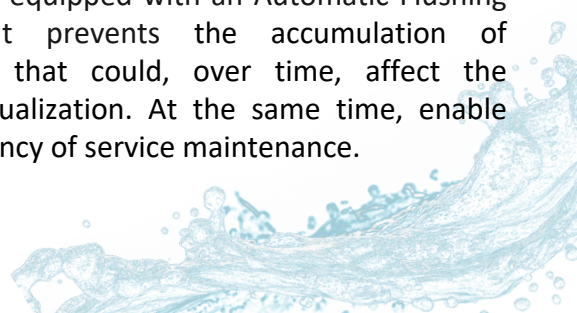 equipped with an Automatic Flushing
t prevents the accumulation of
that could, over time, affect the
ualization. At the same time, enable
ncy of service maintenance.